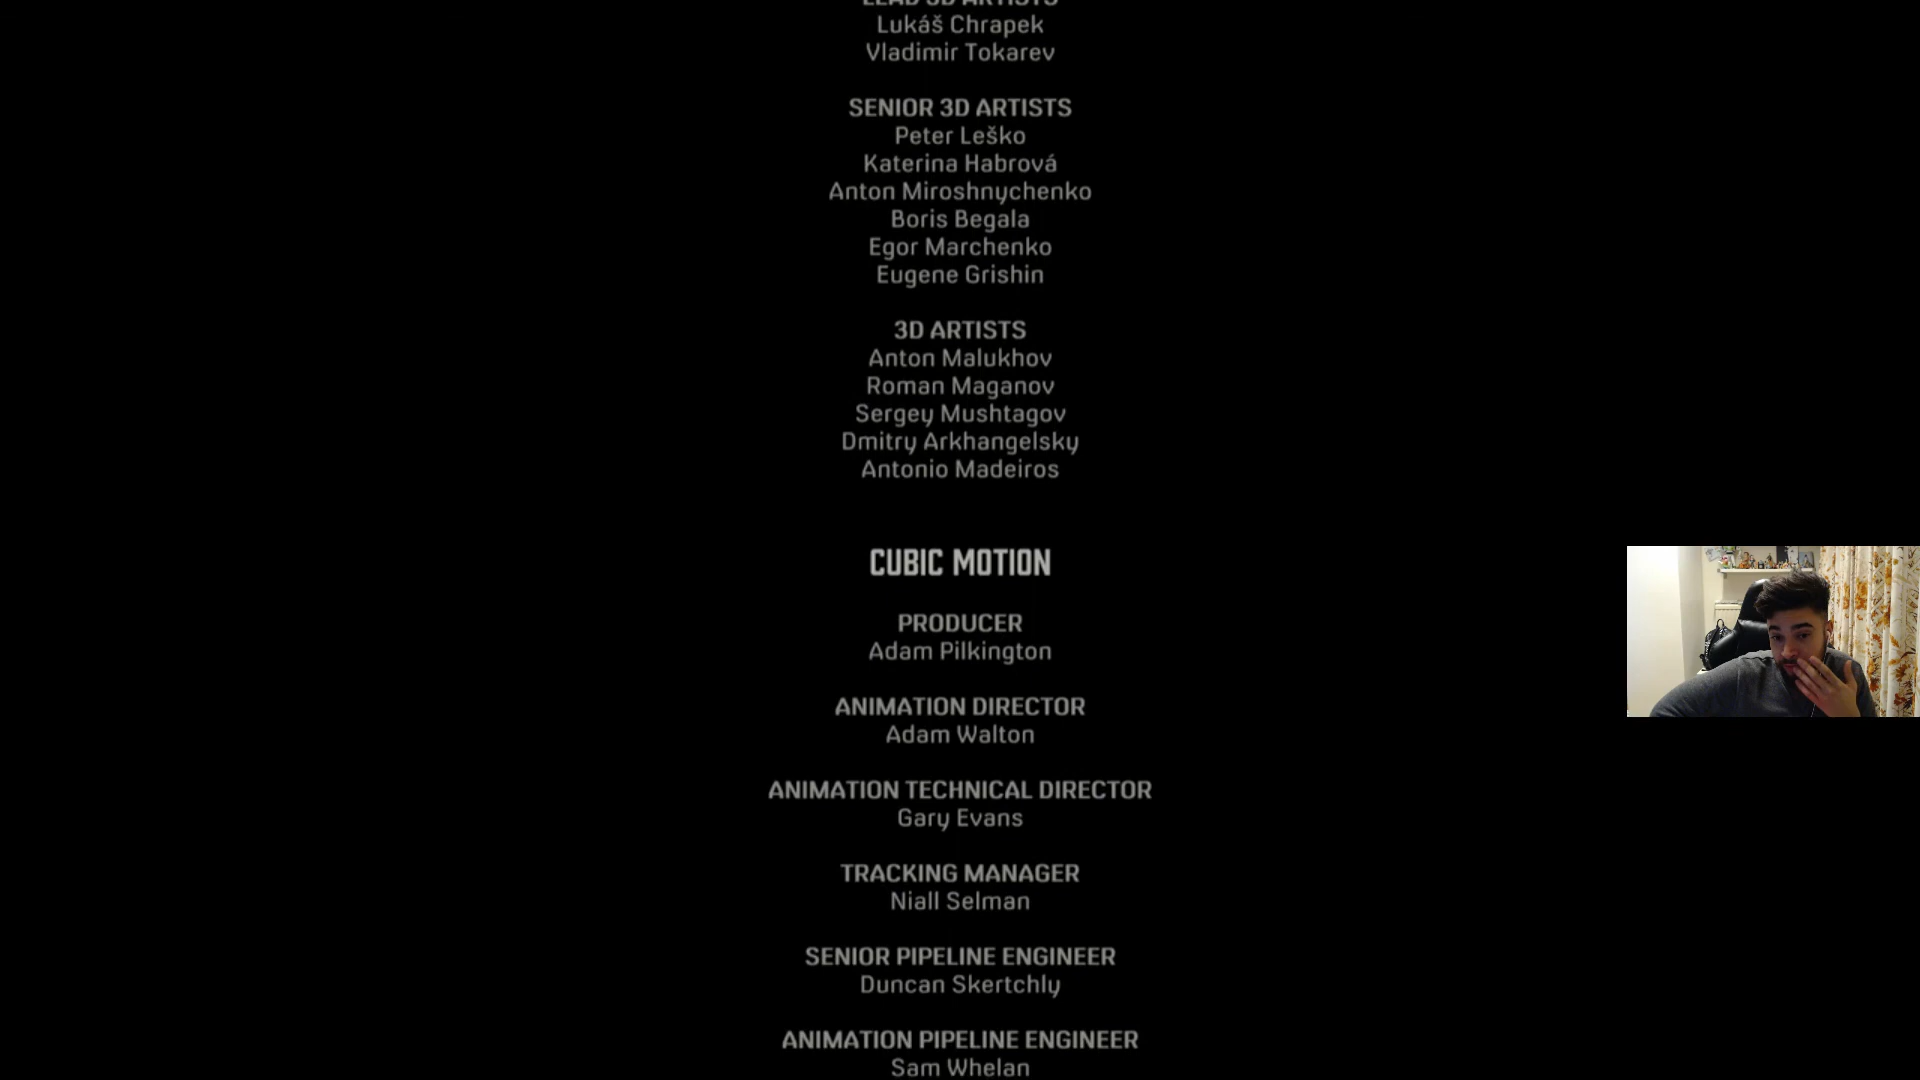 LEAD 3D ARTISTS
Lukáš Chrapek
Vladimir Tokarev
SENIOR 3D ARTISTS
Peter Leško
Katerina Habrová
Anton Miroshnychenko
Boris Begala
Egor Marchenko
Eugene Grishin
3D ARTISTS
Anton Malukhov
Roman Maganov
Sergey Mushtagov
Dmitry Arkhangelsky
Antonio Madeiros
CUBIC MOTION
PRODUCER
Adam Pilkington
ANIMATION DIRECTOR
Adam Walton
ANIMATION TECHNICAL DIRECTOR
Gary Evans
TRACKING MANAGER
Niall Selman
SENIOR PIPELINE ENGINEER
Duncan Skertchly
ANIMATION PIPELINE ENGINEER
Sam Whelan